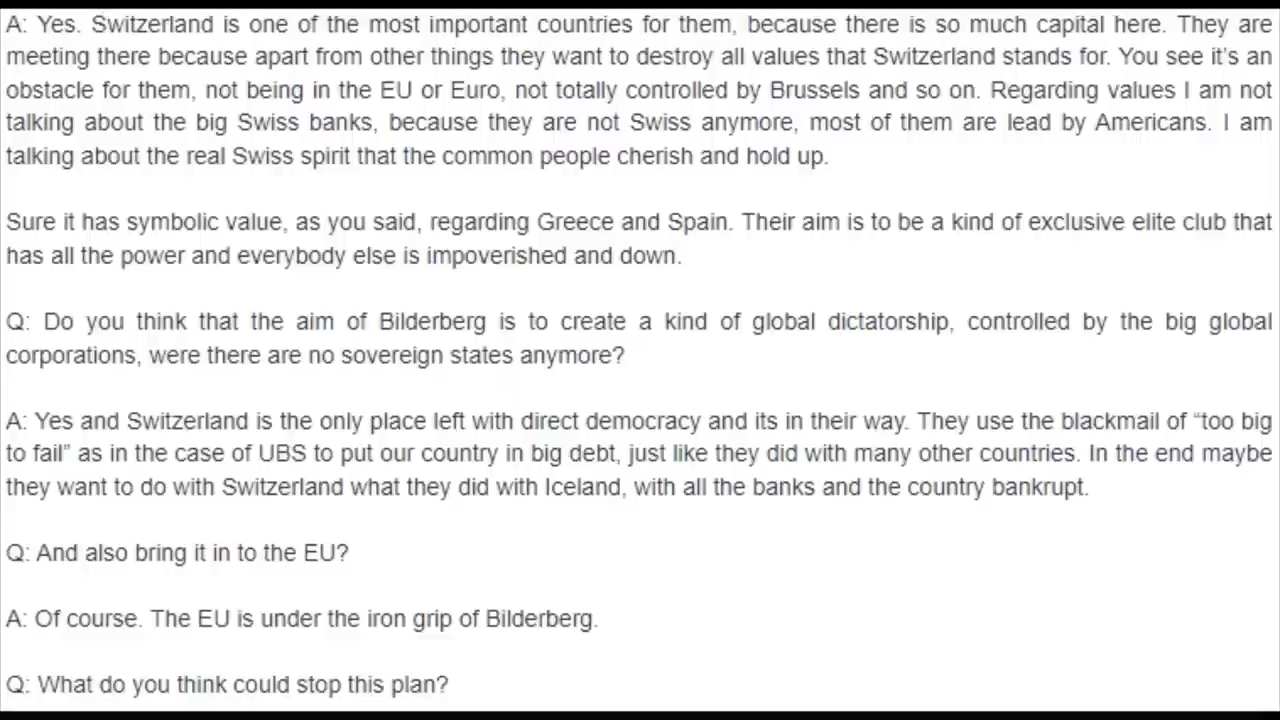 A: Yes. Switzerland is one of the most important countries for them, because there is so much capital here. They are
meeting there because apart from other things they want to destroy all values that Switzerland stands for. You see it's an
obstacle for them, not being in the EU or Euro, not totally controlled by Brussels and so on. Regarding values I am not
talking about the big Swiss banks, because they are not Swiss anymore, most of them are lead by Americans. I am
talking about the real Swiss spirit that the common people cherish and hold up.
Sure it has symbolic value, as you said, regarding Greece and Spain. Their aim is to be a kind of exclusive elite club that
has all the power and everybody else is impoverished and down.
Q: Do you think that the aim of Bilderberg is to create a kind of global dictatorship, controlled by the big global
corporations, were there are no sovereign states anymore?
A: Yes and Switzerland is the only place left with direct democracy and its in their way. They use the blackmail of “too big
to fail” as in the case of UBS to put our country in big debt, just like they did with many other countries. In the end maybe
they want to do with Switzerland what they did with Iceland, with all the banks and the country bankrupt.
Q: And also bring it in to the EU?
A: Of course. The EU is under the iron grip of Bilderberg.
Q: What do you think could stop this plan?